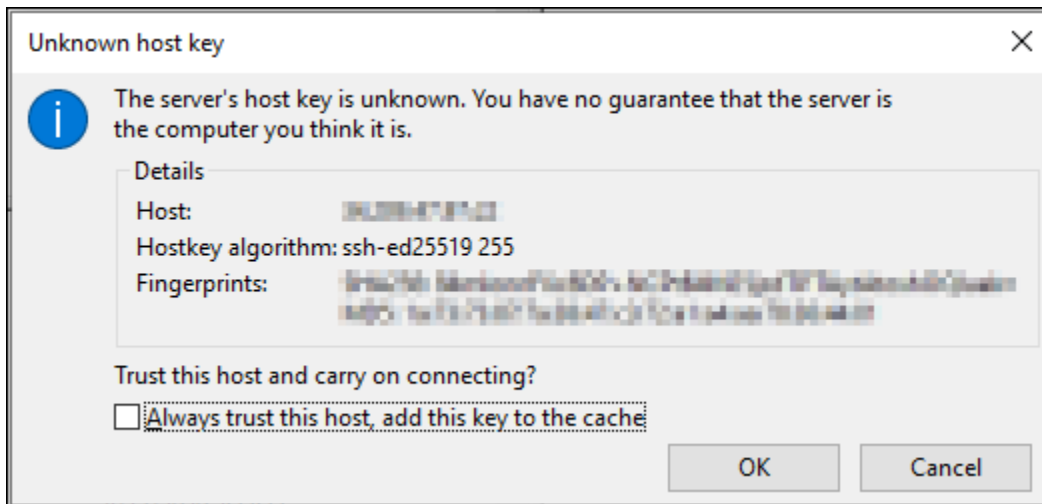 Unknown host key
The server's host key is unknown. You have no guarantee that the server is
the computer you think it is.
Details
Host:
Hostkey algorithm: ssh-ed25519 255
Fingerprints:
Trust this host and carry on connecting?
Always trust this host, add this key to the cache
OK Cancel